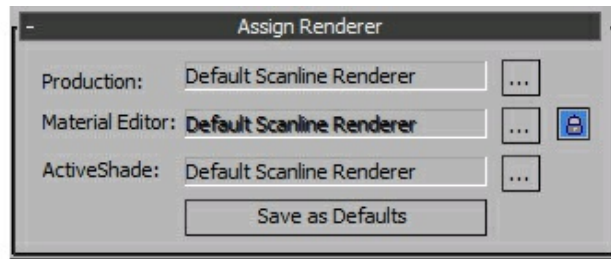 - Assign Renderer
Production: Default Scanline Renderer ...
Material Editor: Default Scanline Renderer ...
ActiveShade: Default Scanline Renderer ...
Save as Defaults